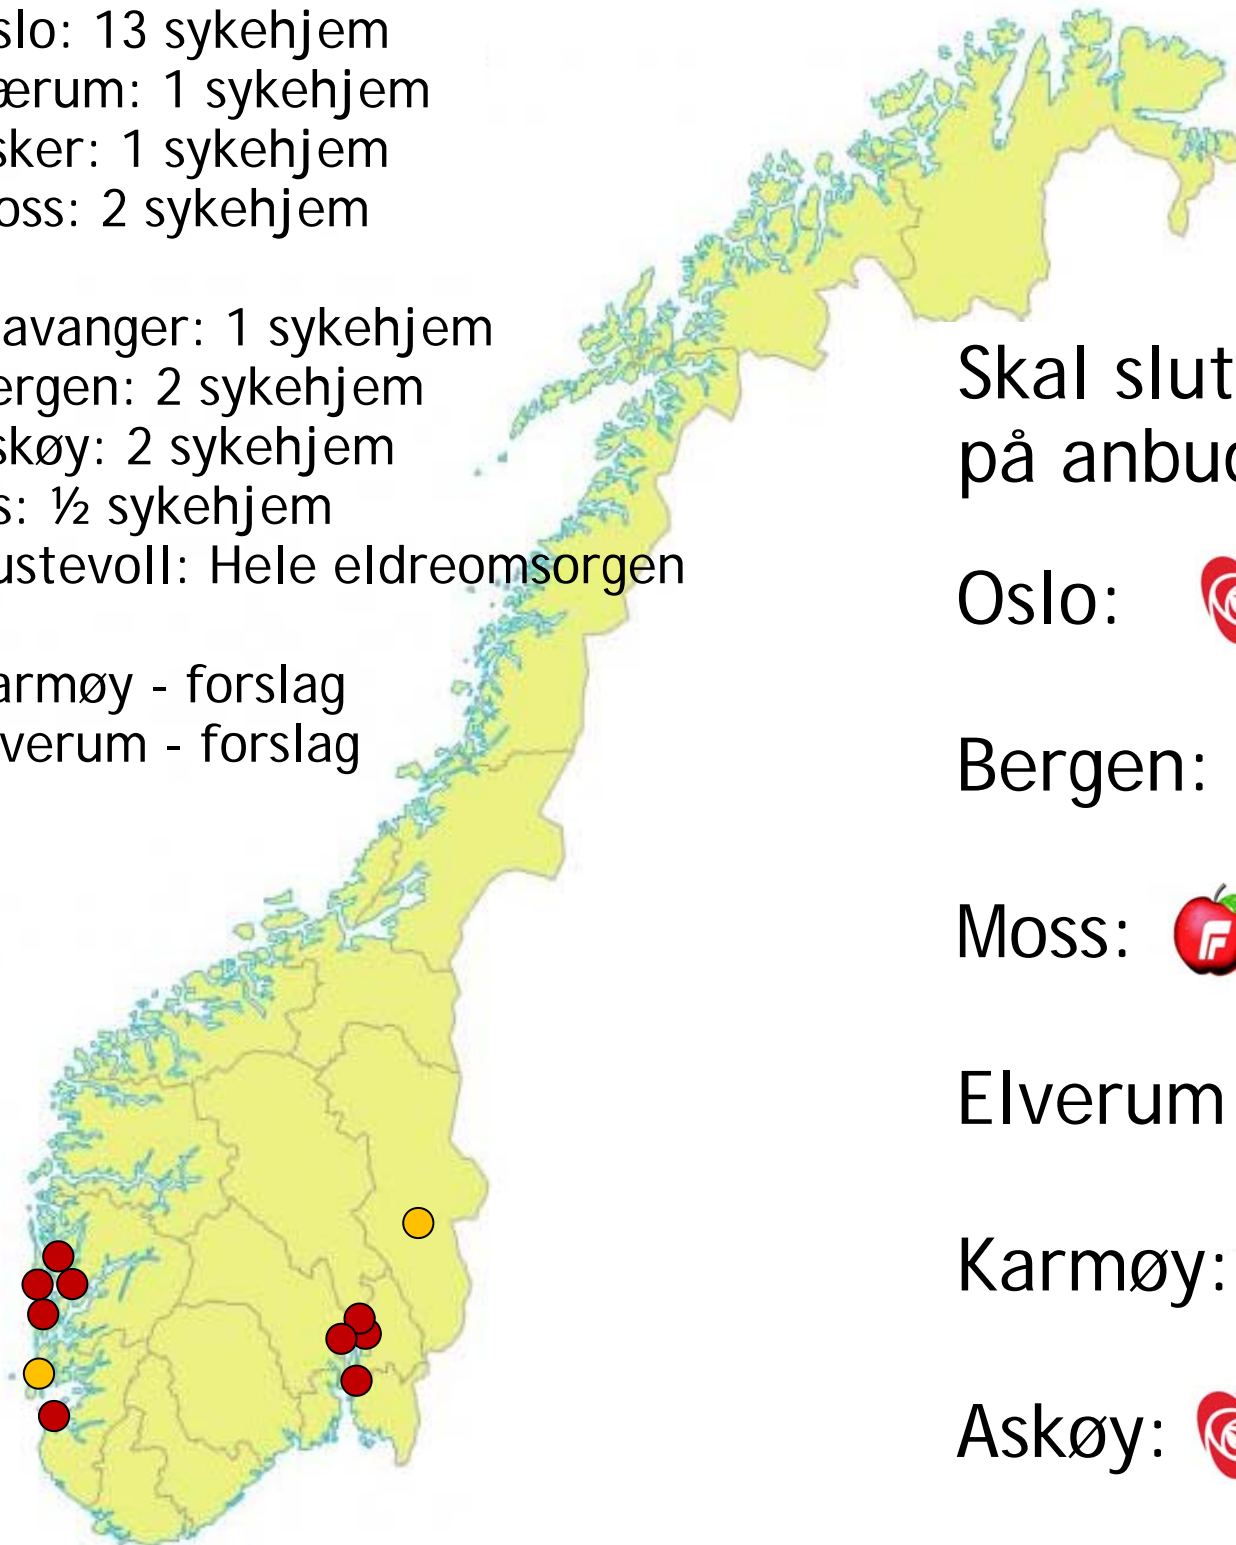 slo: 13 sykehjem
ærum: 1 sykehjem
sker: 1 sykehjem
oss: 2 sykehjem
avanger: 1 sykehjem
ergen: 2 sykehjem
skøy: 2 sykehjem
s: ½ sykehjem
ustevoll: Hele eldreomsorgen
armøy - forslag
verum - forslag
Skal slut
på anbud
Oslo:
Bergen:
Moss: F
Elverum
Karmøy:
Askøy: